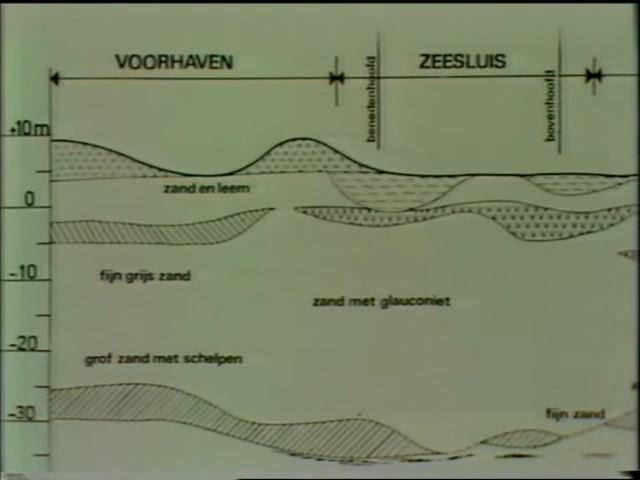 VOORHAVEN
ZEESLUIS
benedenhoofd
bovenhoofd
+10m
zand en leem
0
fijn grijs zand
-10
zand met glauconiet
-20
grof zand met schelpen
-30
fijn zand